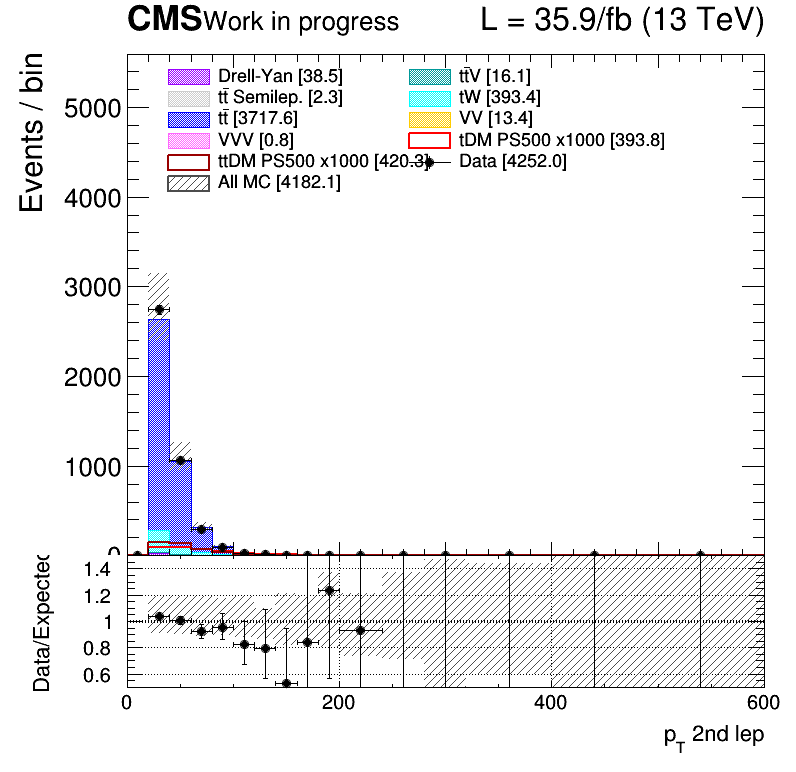 CMS Work in progress L = 35.9/fb (13 TeV)
Events / bin
Drell-Yan [38.5] tt̄V [16.1]
tt̄ Semilep. [2.3] tW [393.4]
tt̄ [3717.6] VV [13.4]
VVV [0.8] tDM PS500 x1000 [393.8]
ttDM PS500 x1000 [420.3] Data [4252.0]
All MC [4182.1]
5000
4000
3000
2000
1000
0
Data/Expected
1.4
1.2
1
0.8
0.6
0 200 400 600
p_T 2nd lep